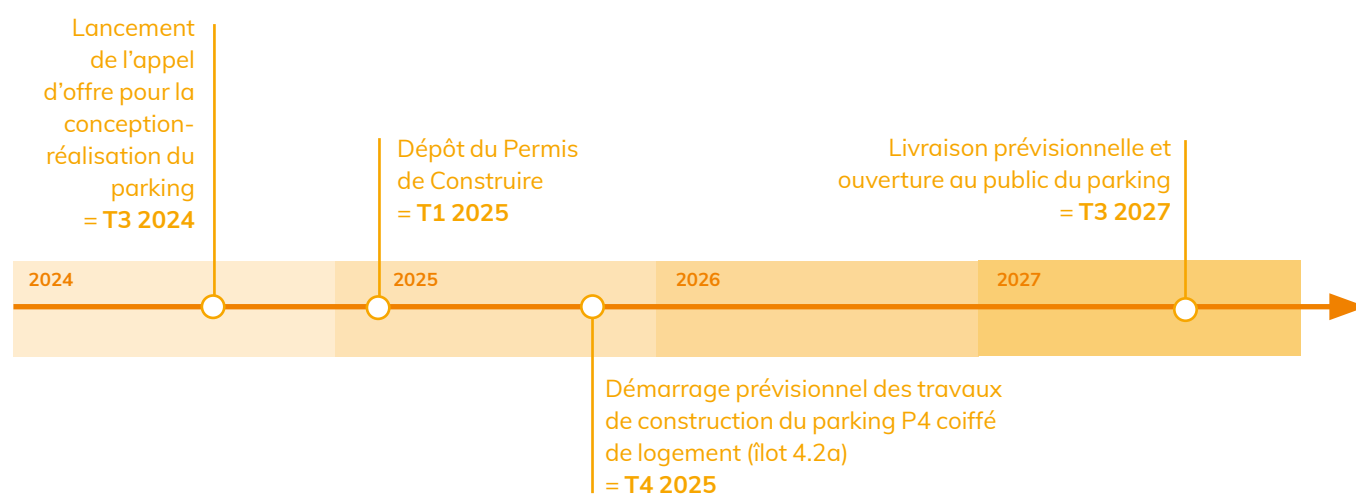 Lancement
de l’appel
d’offre pour la
conception-
réalisation du
parking
= T3 2024
Dépôt du Permis
de Construire
= T1 2025
Livraison prévisionnelle et
ouverture au public du parking
= T3 2027
2024
2025
2026
2027
Démarrage prévisionnel des travaux
de construction du parking P4 coiffé
de logement (îlot 4.2a)
= T4 2025